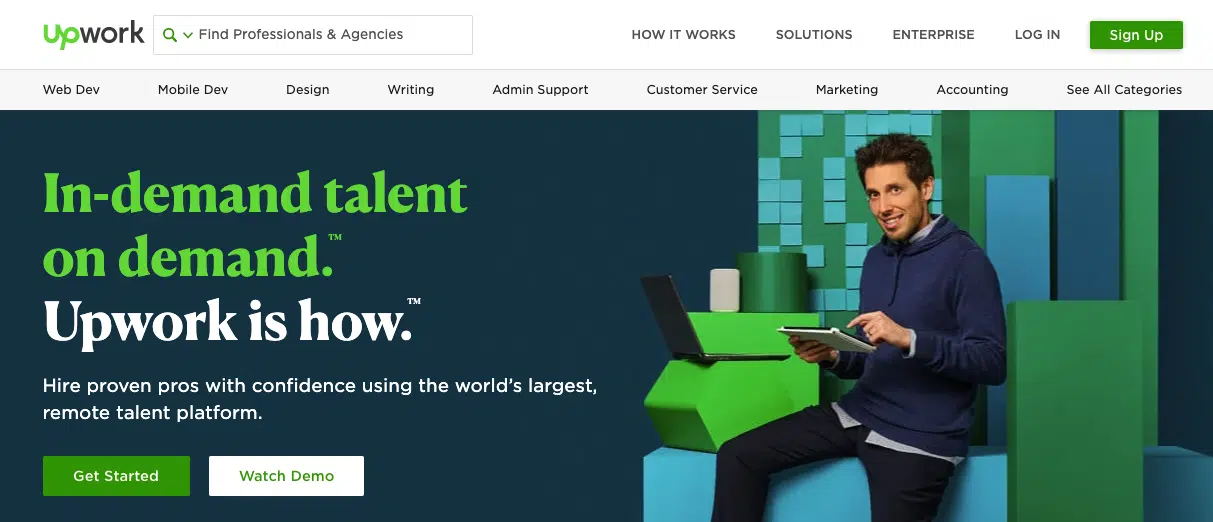 upwork
Find Professionals & Agencies
HOW IT WORKS
SOLUTIONS
ENTERPRISE
LOG IN
Sign Up
Web Dev
Mobile Dev
Design
Writing
Admin Support
Customer Service
Marketing
Accounting
See All Categories
In-demand talent
on demand.™
Upwork is how.™
Hire proven pros with confidence using the world’s largest,
remote talent platform.
Get Started
Watch Demo